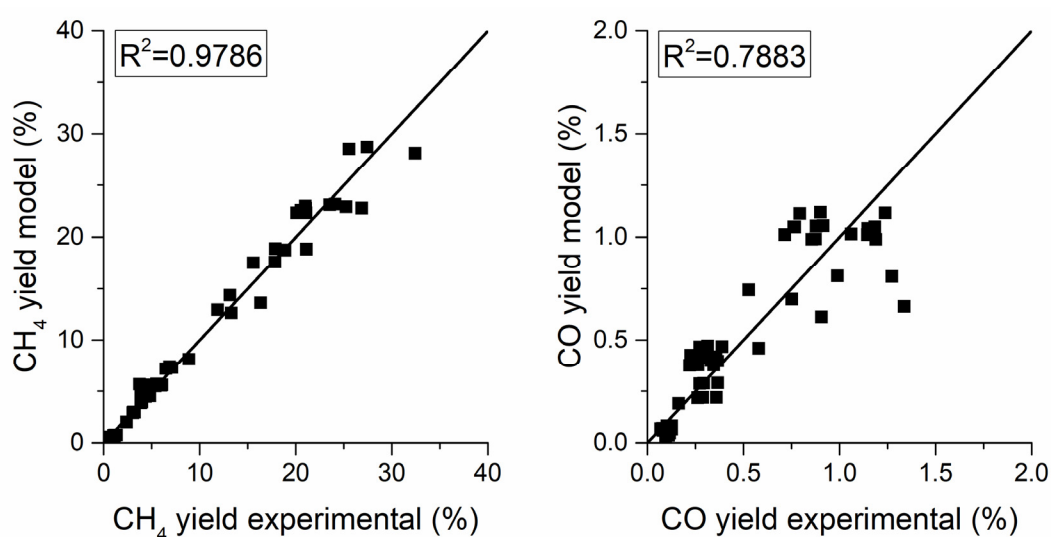 R²=0.9786
40
30
20
10
0
0 10 20 30 40
CH₄ yield model (%)
CH₄ yield experimental (%)
R²=0.7883
2.0
1.5
1.0
0.5
0.0
0.0 0.5 1.0 1.5 2.0
CO yield model (%)
CO yield experimental (%)